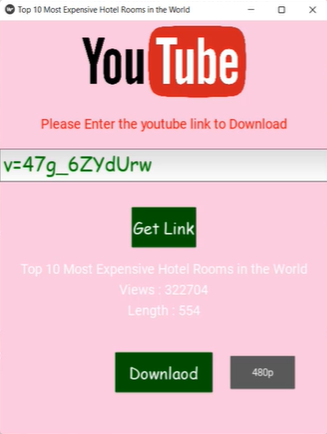 Top 10 Most Expensive Hotel Rooms in the World
YouTube
Please Enter the youtube link to Download
v=47g_6ZYdUrw
Get Link
Top 10 Most Expensive Hotel Rooms in the World
Views : 322704
Length : 554
Downlaod
480p